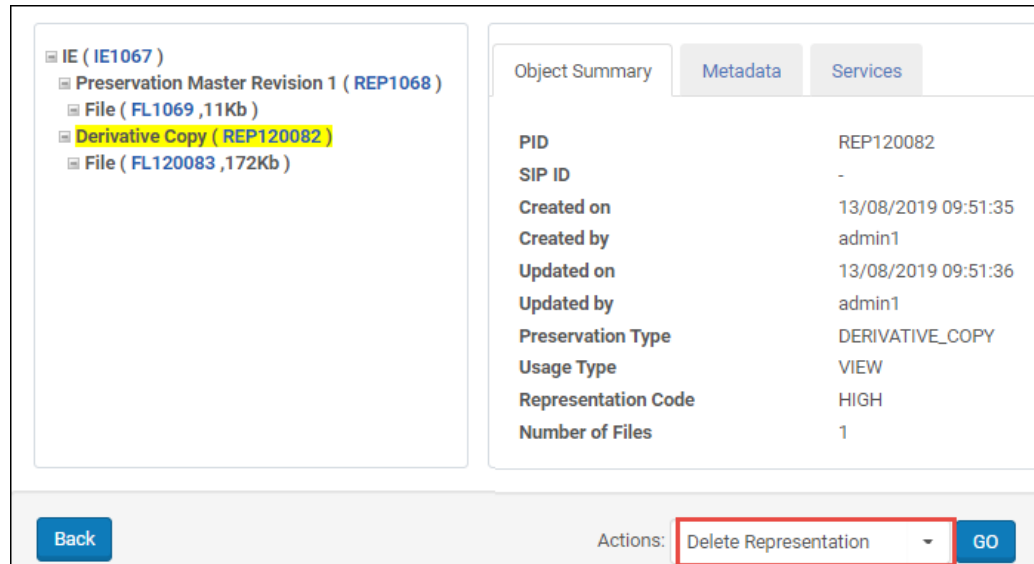 IE ( IE1067 )
Preservation Master Revision 1 ( REP1068 )
File ( FL1069 ,11Kb )
Derivative Copy ( REP120082 )
File ( FL120083 ,172Kb )
Object Summary Metadata Services
PID REP120082
SIP ID -
Created on 13/08/2019 09:51:35
Created by admin1
Updated on 13/08/2019 09:51:36
Updated by admin1
Preservation Type DERIVATIVE_COPY
Usage Type VIEW
Representation Code HIGH
Number of Files 1
Back Actions: Delete Representation GO